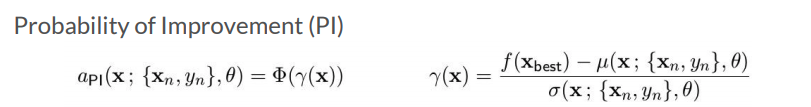 Probability of Improvement (PI)
a_PI(x; {x_n, y_n}, θ) = Φ(γ(x))    γ(x) = (f(x_best) − μ(x; {x_n, y_n}, θ)) / σ(x; {x_n, y_n}, θ)